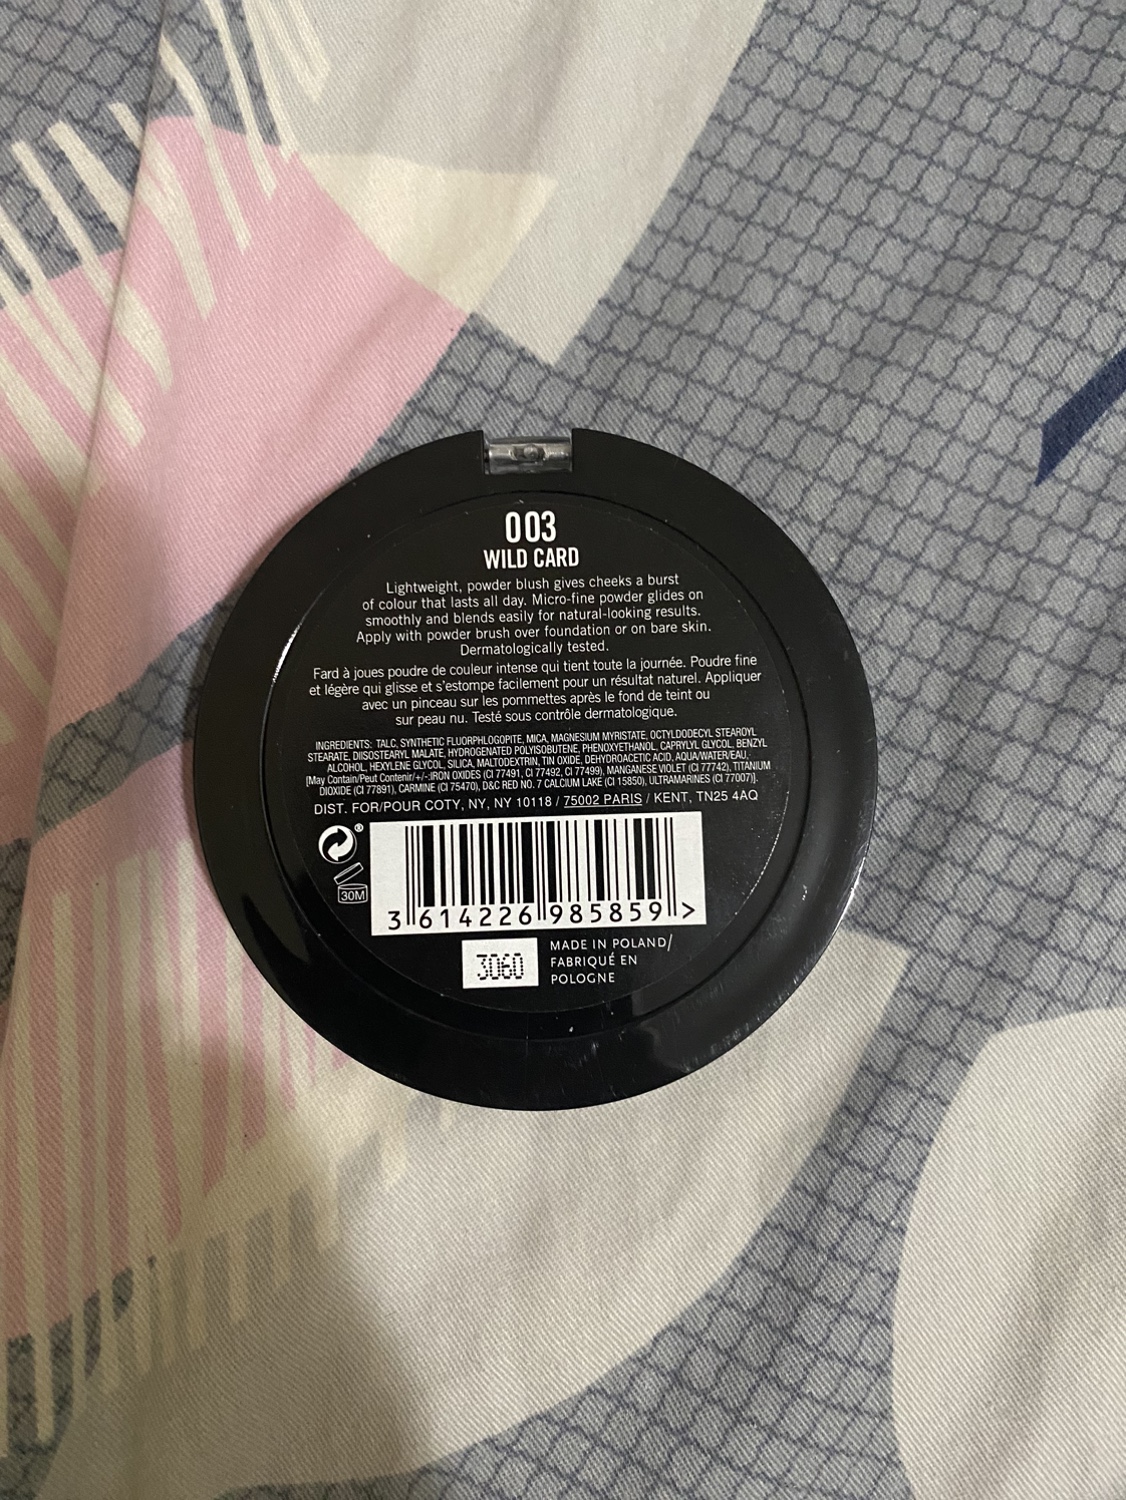 003
WILD CARD
Lightweight, powder blush gives cheeks a burst
of colour that lasts all day. Micro-fine powder glides on
smoothly and blends easily for natural-looking results.
Apply with powder brush over foundation or on bare skin.
Dermatologically tested.
Fard à joues poudre de couleur intense qui tient toute la journée. Poudre fine
et légère qui glisse et s'estompe facilement pour un résultat naturel. Appliquer
avec un pinceau sur les pommettes après le fond de teint ou
sur peau nu. Testé sous contrôle dermatologique.
INGREDIENTS: TALC, SYNTHETIC FLUORPHLOGOPITE, MICA, MAGNESIUM MYRISTATE, OCTYLDODECYL STEAROYL
STEARATE, DIISOSTEARYL MALATE, HYDROGENATED POLYISOBUTENE, PHENOXYETHANOL, CAPRYLYL GLYCOL, BENZYL
ALCOHOL, HEXYLENE GLYCOL, SILICA, MALTODEXTRIN, TIN OXIDE, DEHYDROACETIC ACID, AQUA/WATER/EAU,
[May Contain/Peut Contenir/+/-:IRON OXIDES (CI 77491, CI 77492, CI 77499), MANGANESE VIOLET (CI 77742), TITANIUM
DIOXIDE (CI 77891), CARMINE (CI 75470), D&C RED NO. 7 CALCIUM LAKE (CI 15850), ULTRAMARINES (CI 77007)].
DIST. FOR/POUR COTY, NY, NY 10118 / 75002 PARIS / KENT, TN25 4AQ
®
30M
3 614226 985859 >
3060
MADE IN POLAND/
FABRIQUÉ EN
POLOGNE